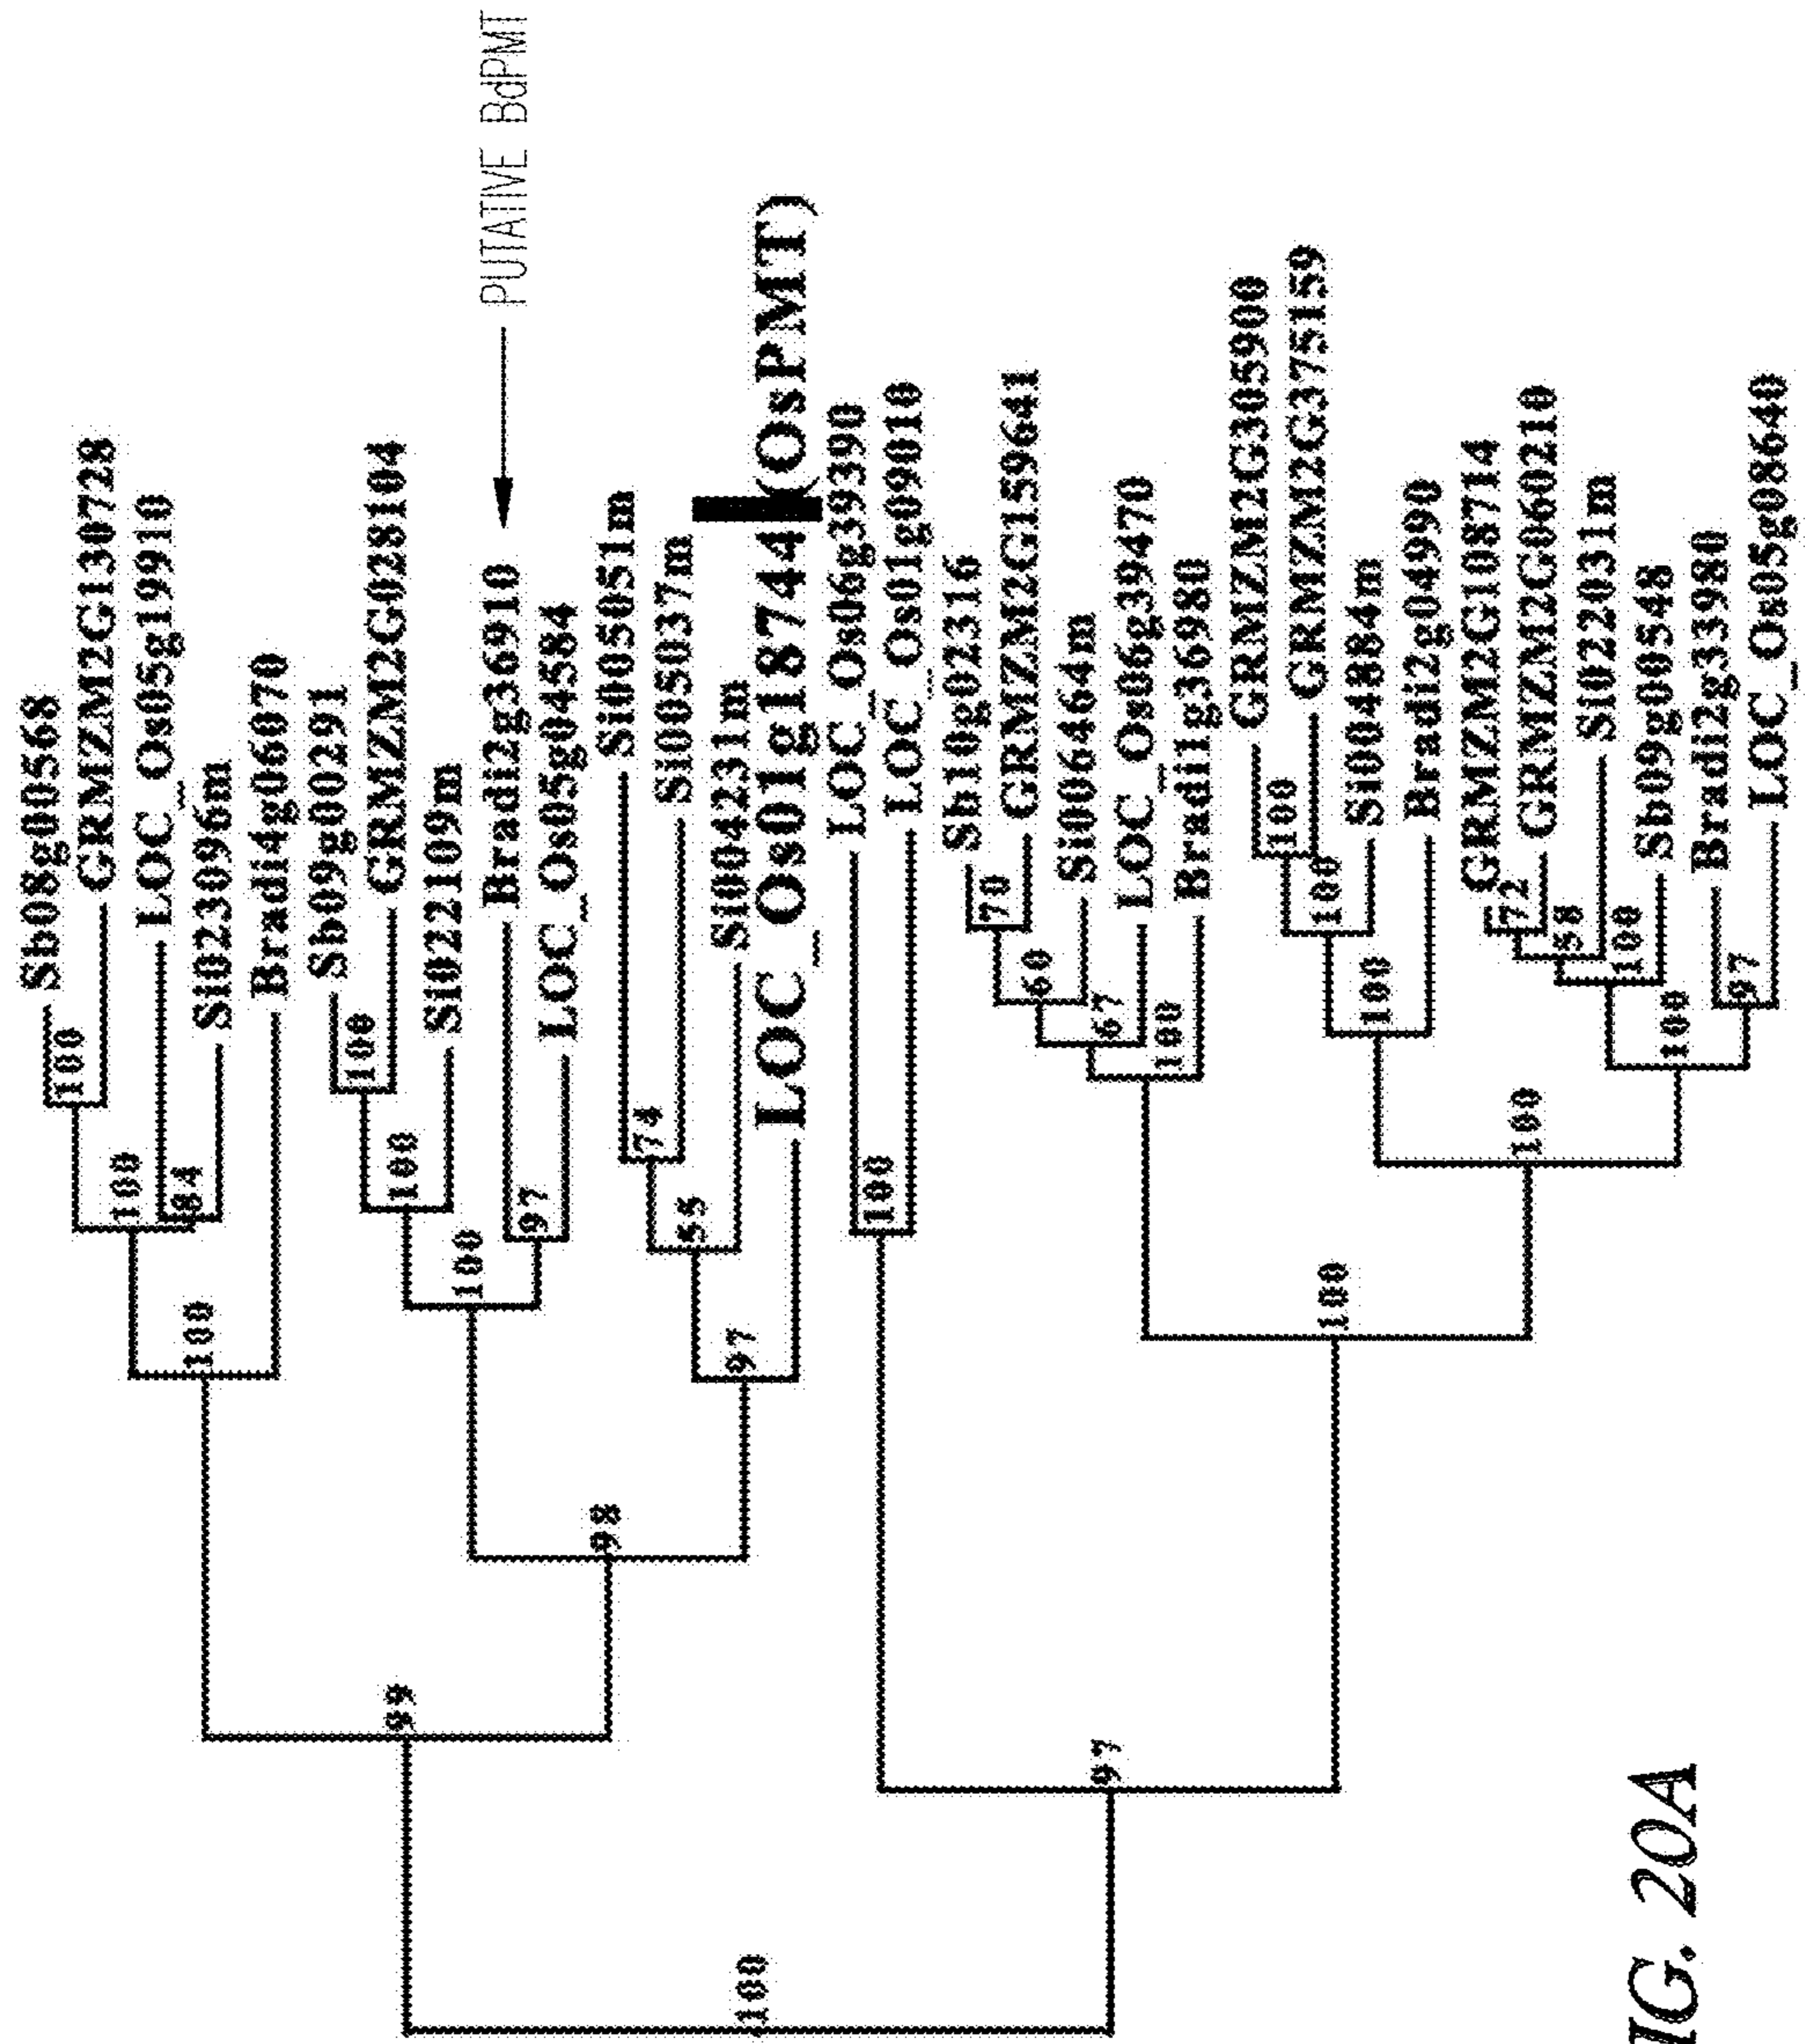 Sb08g00568
GRMZM2G130728
LOC_Os05g19910
Si023096m
Bradi4g06070
Sb09g00291
GRMZM2G028104
Si022109m
Bradi2g36910
PUTATIVE BdPMT
LOC_Os05g04584
Si005051m
Si005037m
Si004231m
LOC_Os01g18744 (OsPMT)
LOC_Os06g39390
LOC_Os01g09010
Sb10g02316
GRMZM2G159641
Si006464m
LOC_Os06g39470
Bradi1g36980
GRMZM2G305900
GRMZM2G375159
Si004884m
Bradi2g04990
GRMZM2G108714
GRMZM2G060210
Si022031m
Sb09g00548
Bradi2g33980
LOC_Os05g08640
100
100
84
100
100
100
100
97
74
55
97
98
99
100
70
60
67
100
100
100
100
72
58
100
97
100
100
100
97
100
IG. 20A